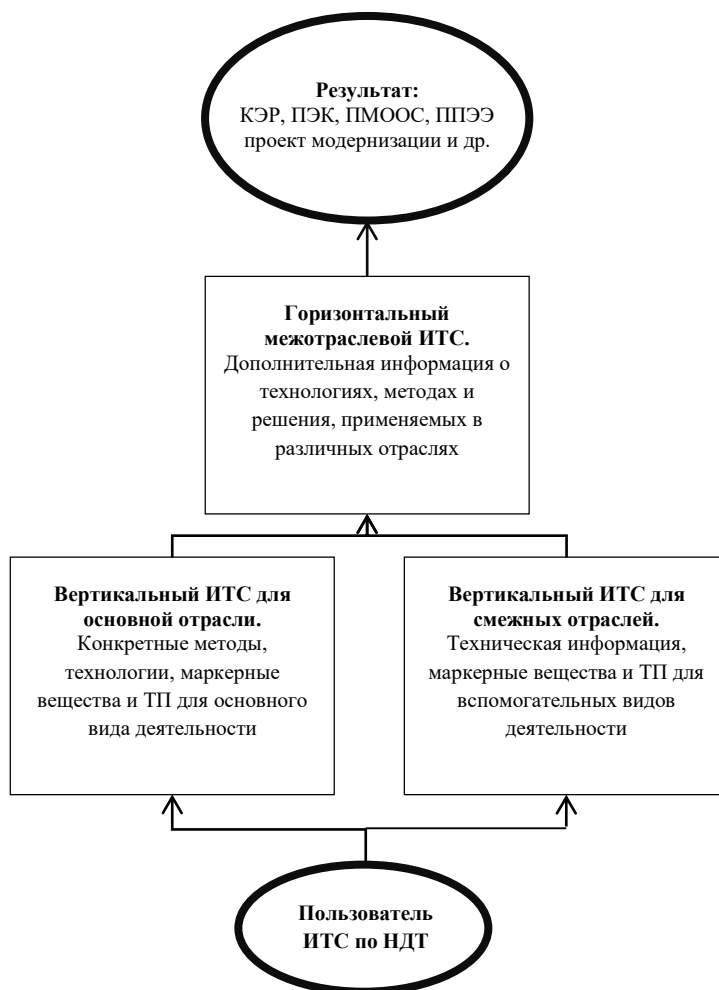 Результат:
КЭР, ПЭК, ПМООС, ППЭЭ
проект модернизации и др.
Горизонтальный
межотраслевой ИТС.
Дополнительная информация о
технологиях, методах и
решения, применяемых в
различных отраслях
Вертикальный ИТС для
основной отрасли.
Конкретные методы,
технологии, маркерные
вещества и ТП для основного
вида деятельности
Вертикальный ИТС для
смежных отраслей.
Техническая информация,
маркерные вещества и ТП для
вспомогательных видов
деятельности
Пользователь
ИТС по НДТ